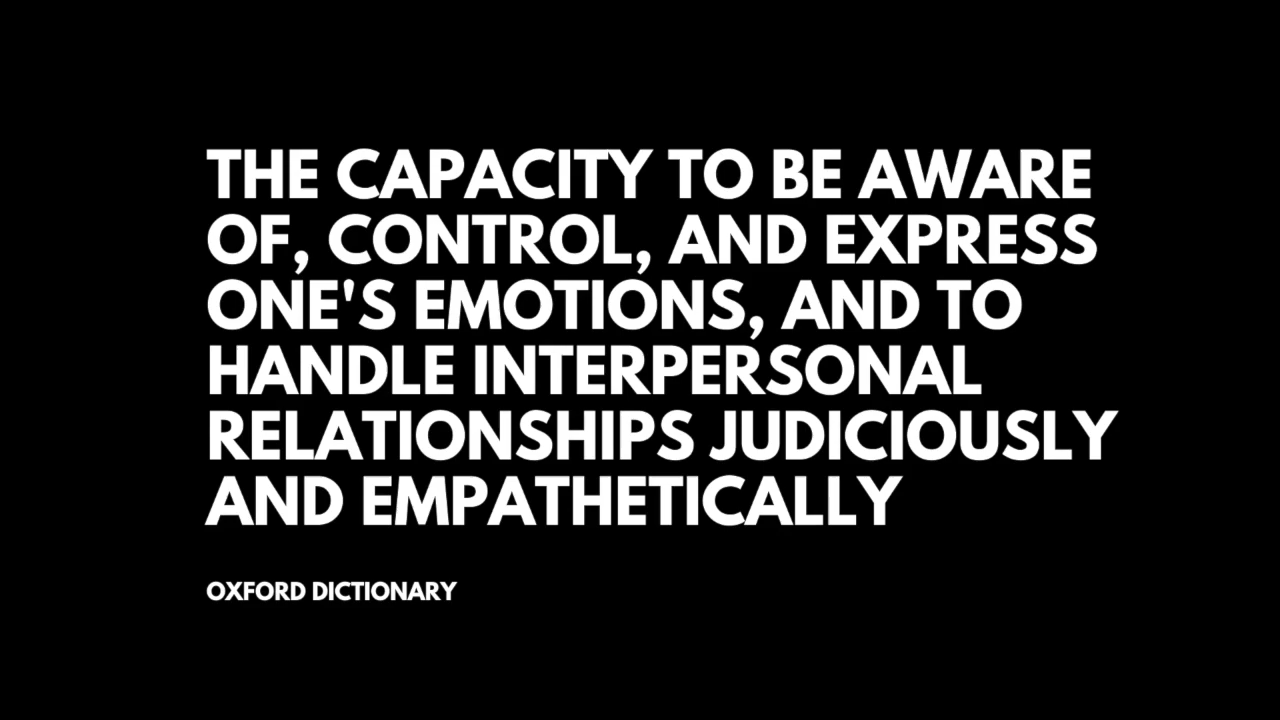 THE CAPACITY TO BE AWARE
OF, CONTROL, AND EXPRESS
ONE'S EMOTIONS, AND TO
HANDLE INTERPERSONAL
RELATIONSHIPS JUDICIOUSLY
AND EMPATHETICALLY
OXFORD DICTIONARY